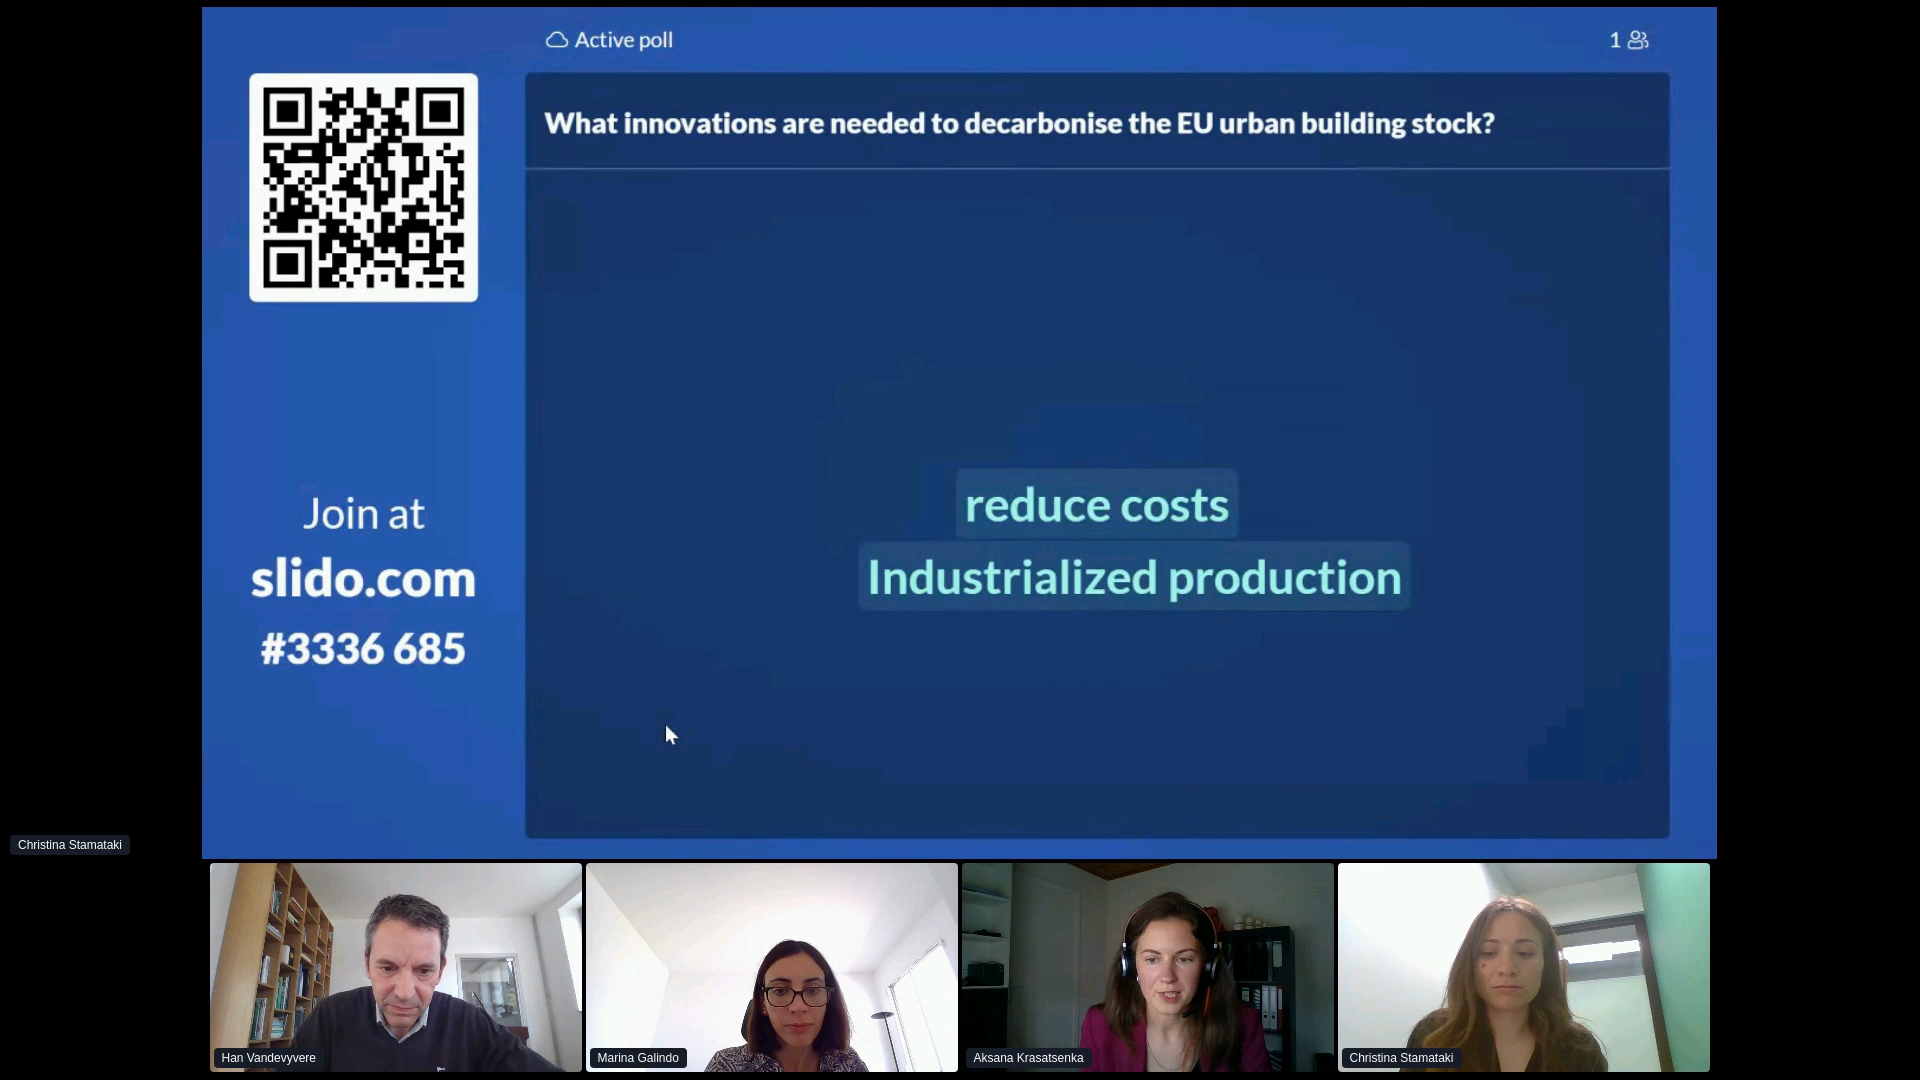 Active poll
1
What innovations are needed to decarbonise the EU urban building stock?
reduce costs
Industrialized production
Join at
slido.com
#3336 685
Christina Stamataki
Han Vandevyvere
Marina Galindo
Aksana Krasatsenka
Christina Stamataki